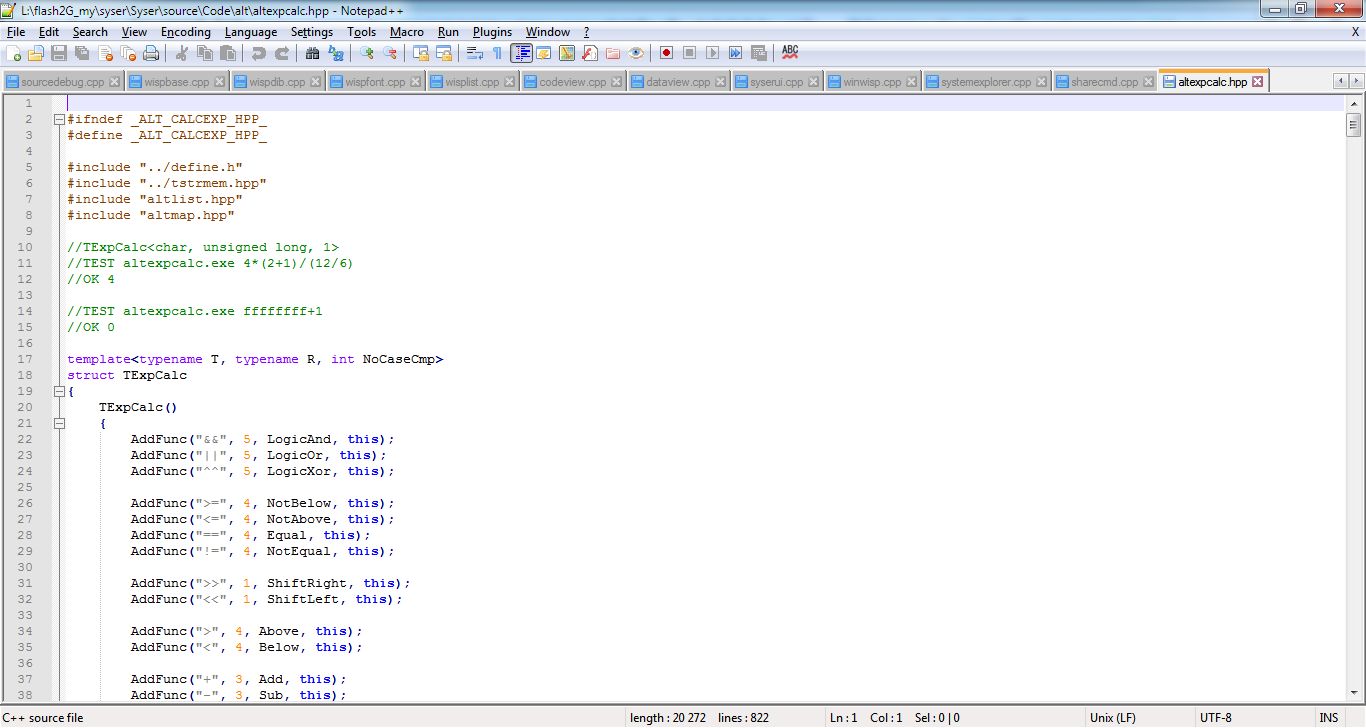 L:\flash2G_my\syser\Syser\source\Code\alt\altexpcalc.hpp - Notepad++
File Edit Search View Encoding Language Settings Tools Macro Run Plugins Window ? X
sourcedebug.cpp wispbase.cpp wispdib.cpp wispfont.cpp wisplist.cpp codeview.cpp dataview.cpp syserui.cpp winwisp.cpp systemexplorer.cpp sharecmd.cpp altexpcalc.hpp
1
2 #ifndef _ALT_CALCEXP_HPP_
3 #define _ALT_CALCEXP_HPP_
4
5 #include "../define.h"
6 #include "../tstrmem.hpp"
7 #include "altlist.hpp"
8 #include "altmap.hpp"
9
10 //TExpCalc<char, unsigned long, 1>
11 //TEST altexpcalc.exe 4*(2+1)/(12/6)
12 //OK 4
13
14 //TEST altexpcalc.exe ffffffff+1
15 //OK 0
16
17 template<typename T, typename R, int NoCaseCmp>
18 struct TExpCalc
19 {
20 TExpCalc()
21 {
22 AddFunc("&&", 5, LogicAnd, this);
23 AddFunc("||", 5, LogicOr, this);
24 AddFunc("^^", 5, LogicXor, this);
25
26 AddFunc(">=", 4, NotBelow, this);
27 AddFunc("<=", 4, NotAbove, this);
28 AddFunc("==", 4, Equal, this);
29 AddFunc("!=", 4, NotEqual, this);
30
31 AddFunc(">>", 1, ShiftRight, this);
32 AddFunc("<<", 1, ShiftLeft, this);
33
34 AddFunc(">", 4, Above, this);
35 AddFunc("<", 4, Below, this);
36
37 AddFunc("+", 3, Add, this);
38 AddFunc("-", 3, Sub, this);
C++ source file length : 20 272 lines : 822 Ln : 1 Col : 1 Sel : 0 | 0 Unix (LF) UTF-8 INS